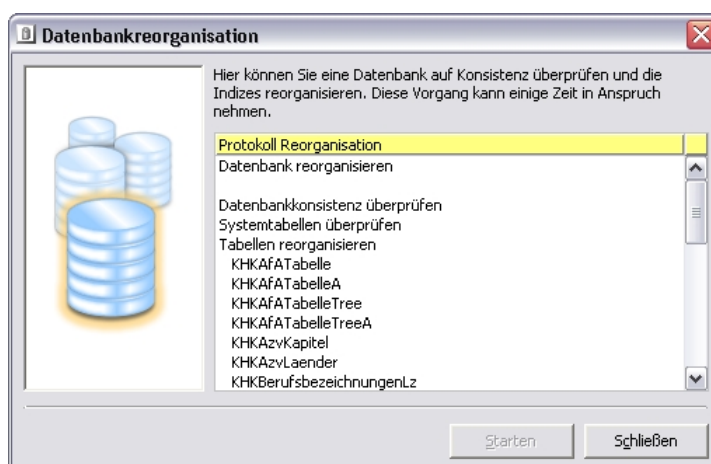 Datenbankreorganisation
Hier können Sie eine Datenbank auf Konsistenz überprüfen und die
Indizes reorganisieren. Diese Vorgang kann einige Zeit in Anspruch
nehmen.
Protokoll Reorganisation
Datenbank reorganisieren
Datenbankkonsistenz überprüfen
Systemtabellen überprüfen
Tabellen reorganisieren
KHKAfATabelle
KHKAfATabelleA
KHKAfATabelleTree
KHKAfATabelleTreeA
KHKAzvKapitel
KHKAzvLaender
KHKBerufsbezeichnungenLz
Starten
Schließen